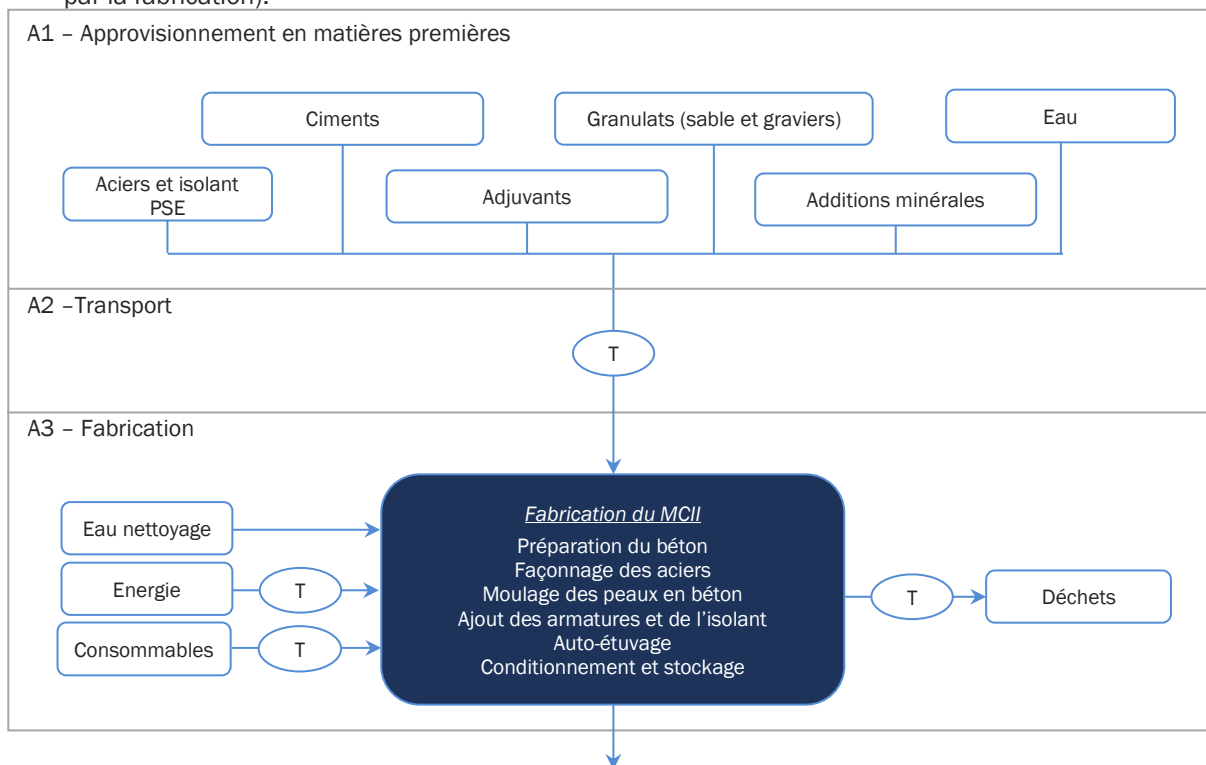 par la fabrication).
A1 – Approvisionnement en matières premières
Ciments
Granulats (sable et graviers)
Eau
Aciers et isolant
PSE
Adjuvants
Additions minérales
A2 –Transport
T
A3 – Fabrication
Fabrication du MCII
Préparation du béton
Façonnage des aciers
Moulage des peaux en béton
Ajout des armatures et de l'isolant
Auto-étuvage
Conditionnement et stockage
Eau nettoyage
Energie
T
Consommables
T
T
Déchets